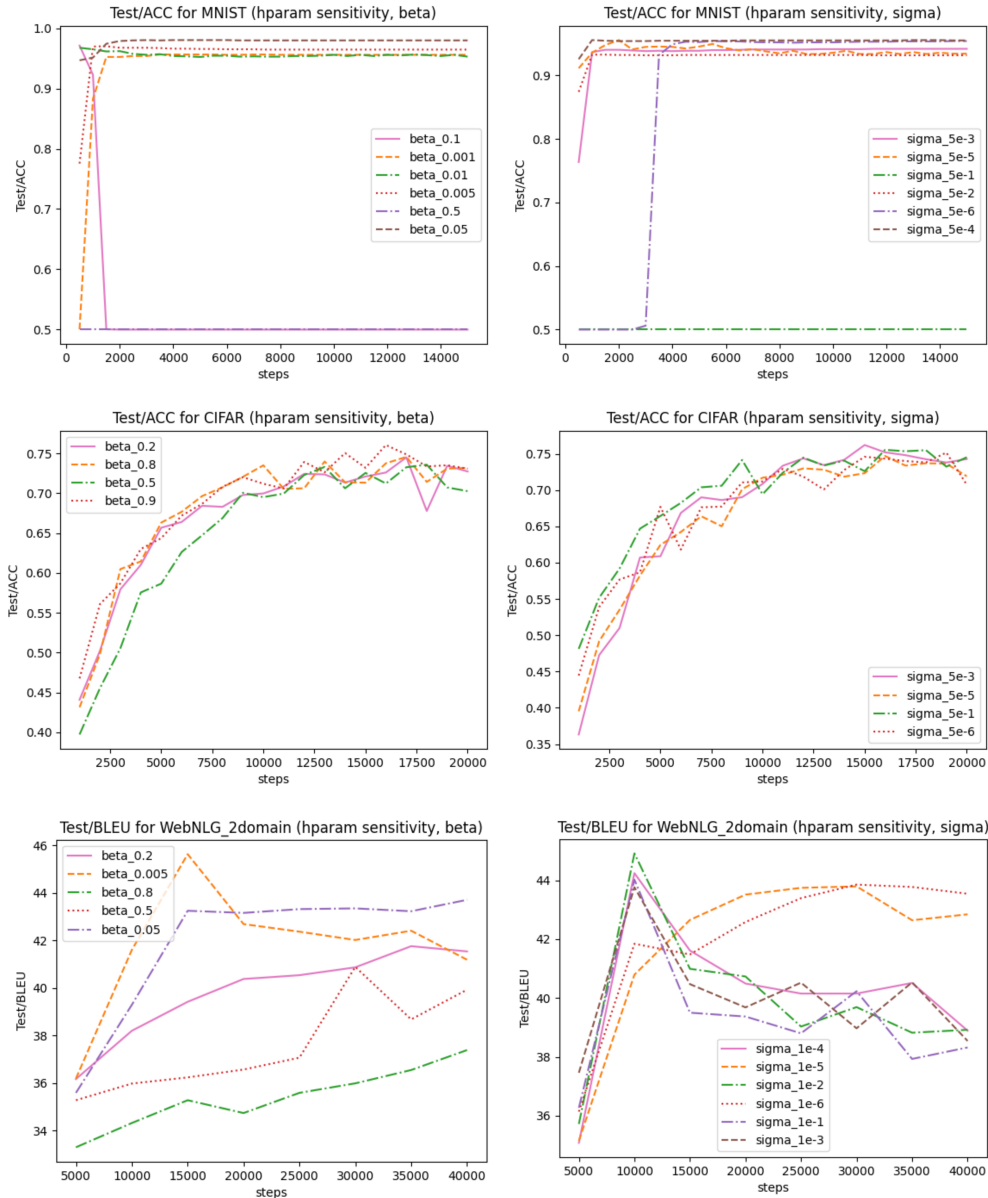 Test/ACC for MNIST (hparam sensitivity, beta)
1.0
0.9
0.8
0.7
0.6
0.5
Test/ACC
beta_0.1
beta_0.001
beta_0.01
beta_0.005
beta_0.5
beta_0.05
0 2000 4000 6000 8000 10000 12000 14000
steps
Test/ACC for MNIST (hparam sensitivity, sigma)
0.9
0.8
0.7
0.6
0.5
Test/ACC
sigma_5e-3
sigma_5e-5
sigma_5e-1
sigma_5e-2
sigma_5e-6
sigma_5e-4
0 2000 4000 6000 8000 10000 12000 14000
steps
Test/ACC for CIFAR (hparam sensitivity, beta)
0.75
0.70
0.65
0.60
0.55
0.50
0.45
0.40
Test/ACC
beta_0.2
beta_0.8
beta_0.5
beta_0.9
2500 5000 7500 10000 12500 15000 17500 20000
steps
Test/ACC for CIFAR (hparam sensitivity, sigma)
0.75
0.70
0.65
0.60
0.55
0.50
0.45
0.40
0.35
Test/ACC
sigma_5e-3
sigma_5e-5
sigma_5e-1
sigma_5e-6
2500 5000 7500 10000 12500 15000 17500 20000
steps
Test/BLEU for WebNLG_2domain (hparam sensitivity, beta)
46
44
42
40
38
36
34
Test/BLEU
beta_0.2
beta_0.005
beta_0.8
beta_0.5
beta_0.05
5000 10000 15000 20000 25000 30000 35000 40000
steps
Test/BLEU for WebNLG_2domain (hparam sensitivity, sigma)
44
42
40
38
36
Test/BLEU
sigma_1e-4
sigma_1e-5
sigma_1e-2
sigma_1e-6
sigma_1e-1
sigma_1e-3
5000 10000 15000 20000 25000 30000 35000 40000
steps